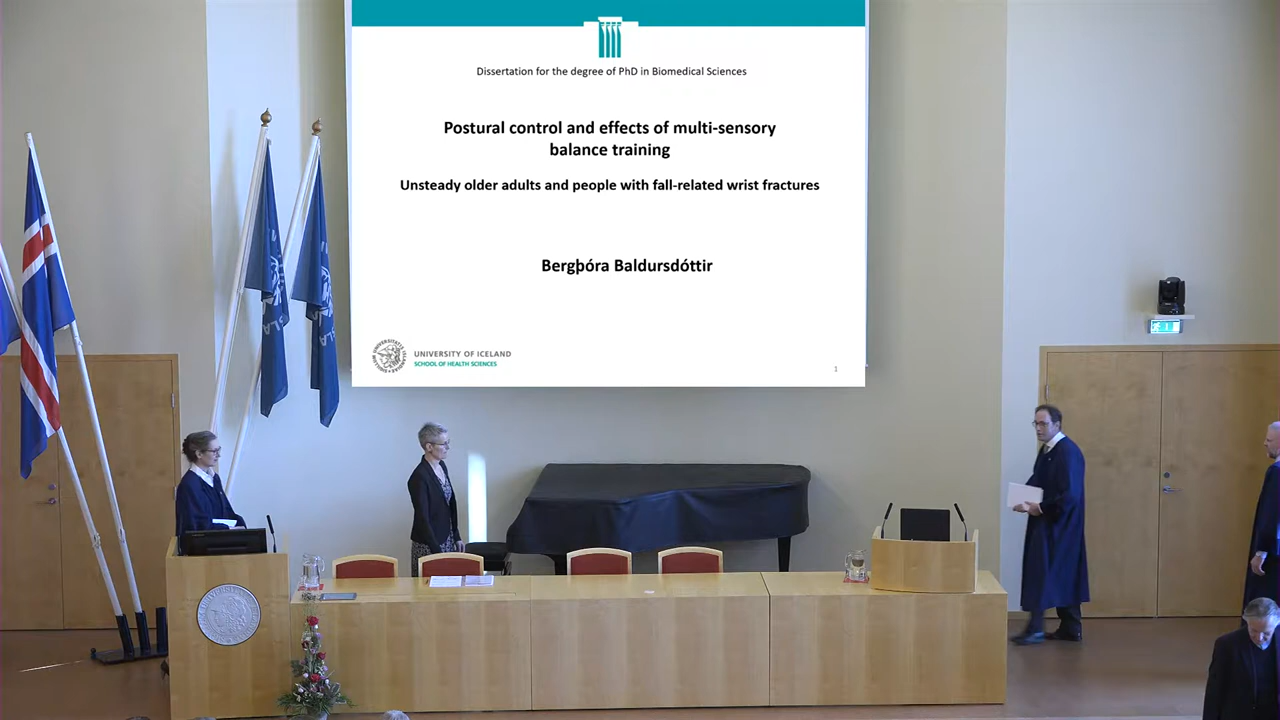 Dissertation for the degree of PhD in Biomedical Sciences
Postural control and effects of multi-sensory
balance training
Unsteady older adults and people with fall-related wrist fractures
Bergþóra Baldursdóttir
UNIVERSITY OF ICELAND
SCHOOL OF HEALTH SCIENCES
1